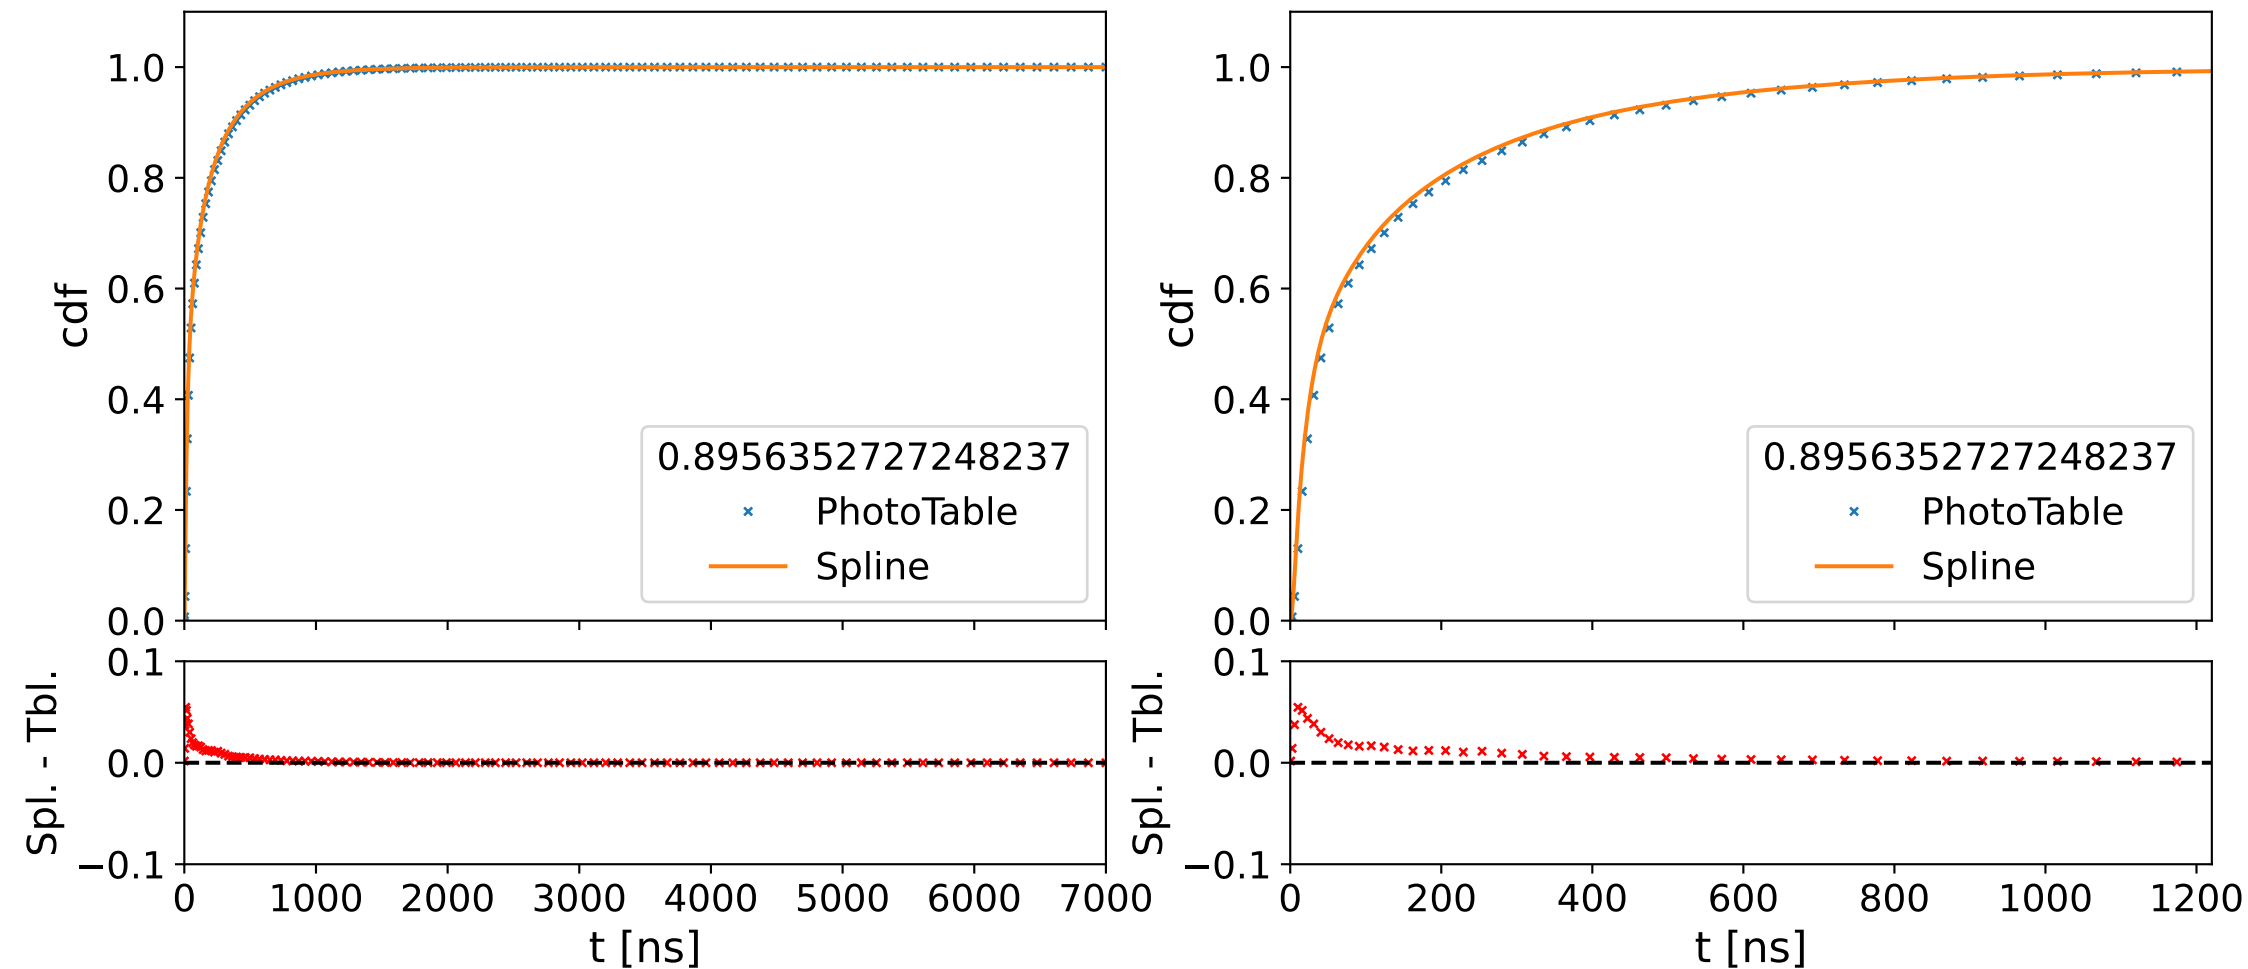 1.0
0.8
0.6
0.4
0.2
0.0
cdf
0.8956352727248237
PhotoTable
Spline
0.1
0.0
−0.1
Spl. - Tbl.
0 1000 2000 3000 4000 5000 6000 7000
t [ns]
1.0
0.8
0.6
0.4
0.2
0.0
cdf
0.8956352727248237
PhotoTable
Spline
0.1
0.0
−0.1
Spl. - Tbl.
0 200 400 600 800 1000 1200
t [ns]